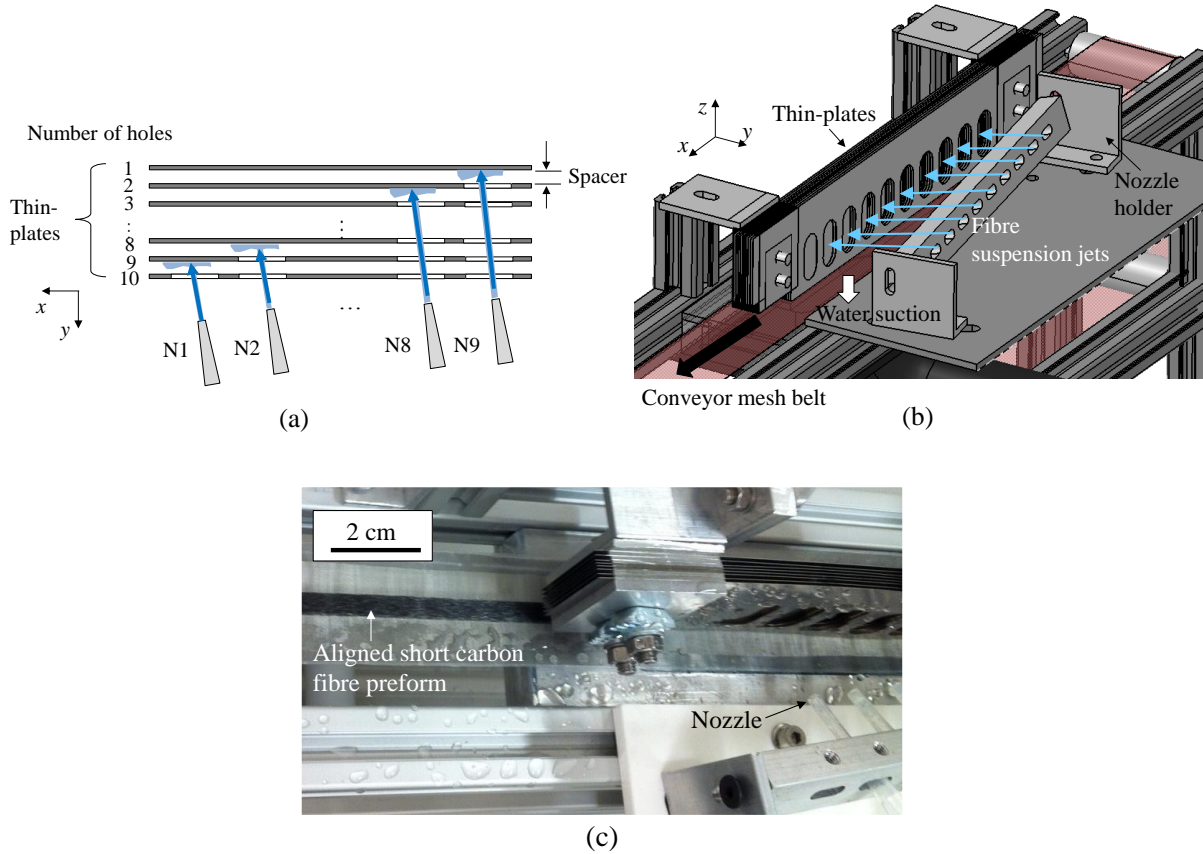 Number of holes
1
2
3
:
8
9
10
Thin-
plates
Spacer
x
y
N1
N2
...
N8
N9
(a)
z
y
x
Thin-plates
Nozzle
holder
Fibre
suspension jets
Water suction
Conveyor mesh belt
(b)
2 cm
Aligned short carbon
fibre preform
Nozzle
(c)